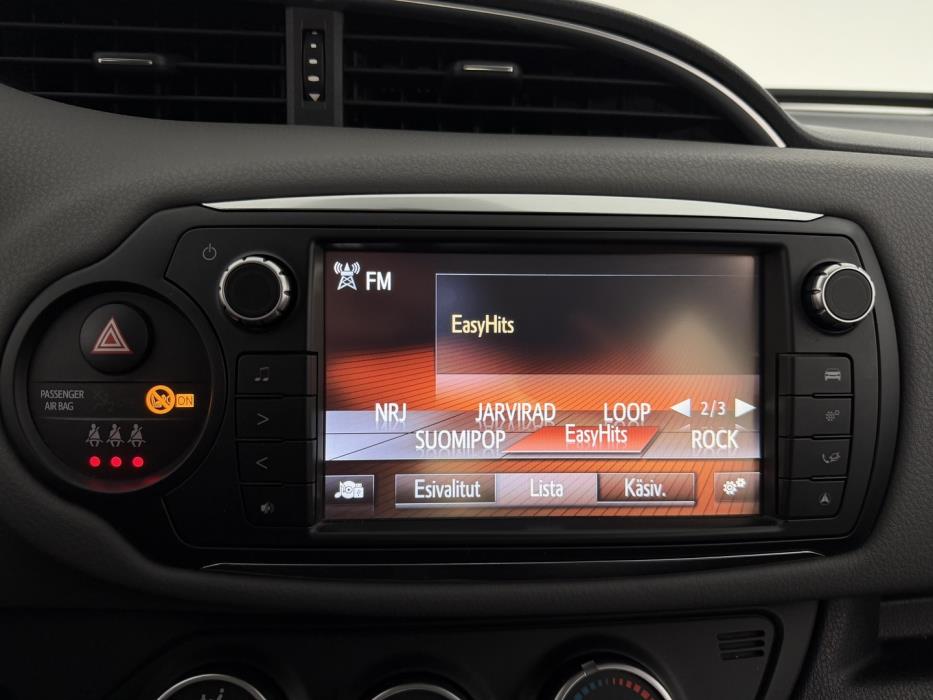 FM
EasyHits
NRJ JARVIRAD LOOP 2/3
SUOMIPOP EasyHits ROCK
Esivalitut Lista Käsiv.
PASSENGER
AIR BAG
ON